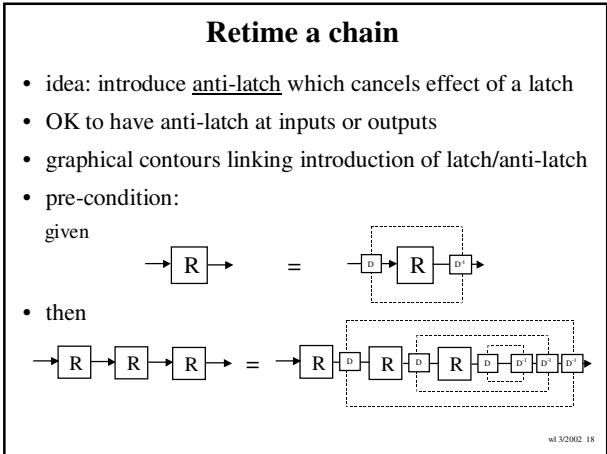 Retime a chain
• idea: introduce anti-latch which cancels effect of a latch
• OK to have anti-latch at inputs or outputs
• graphical contours linking introduction of latch/anti-latch
• pre-condition:
given
R = D R D⁻¹
• then
R R R = R D R D R D D⁻¹ D⁻¹ D⁻¹
wl 3/2002 18